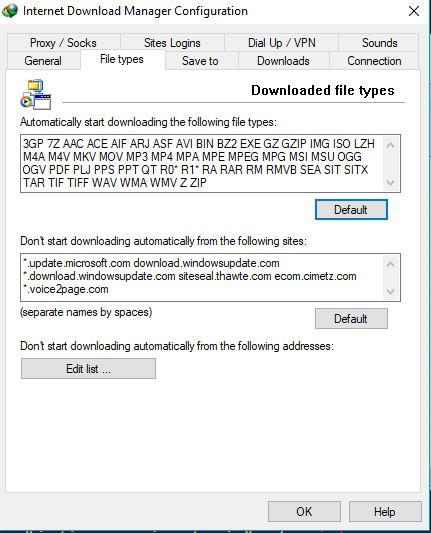 Internet Download Manager Configuration
Proxy / Socks Sites Logins Dial Up / VPN Sounds
General File types Save to Downloads Connection
Downloaded file types
Automatically start downloading the following file types:
3GP 7Z AAC ACE AIF ARJ ASF AVI BIN BZ2 EXE GZ GZIP IMG ISO LZH
M4A M4V MKV MOV MP3 MP4 MPA MPE MPEG MPG MSI MSU OGG
OGV PDF PLJ PPS PPT QT R0* R1* RA RAR RM RMVB SEA SIT SITX
TAR TIF TIFF WAV WMA WMV Z ZIP
Default
Don't start downloading automatically from the following sites:
*.update.microsoft.com download.windowsupdate.com
*.download.windowsupdate.com siteseal.thawte.com ecom.cimetz.com
*.voice2page.com
(separate names by spaces)
Default
Don't start downloading automatically from the following addresses:
Edit list ...
OK Help